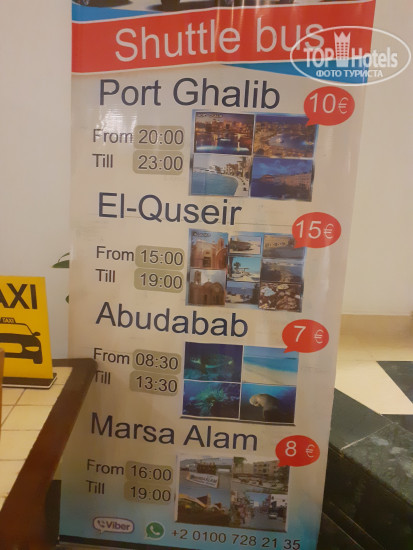 Shuttle bus
TOP Hotels
ФОТО ТУРИСТА
Port Ghalib
10€
From 20:00
Till 23:00
El-Quseir
15€
From 15:00
Till 19:00
AXI
TAXI
Abudabab
7 €
From 08:30
Till 13:30
Marsa Alam
8 €
From 16:00
Till 19:00
Viber
+2 0100 728 21 35